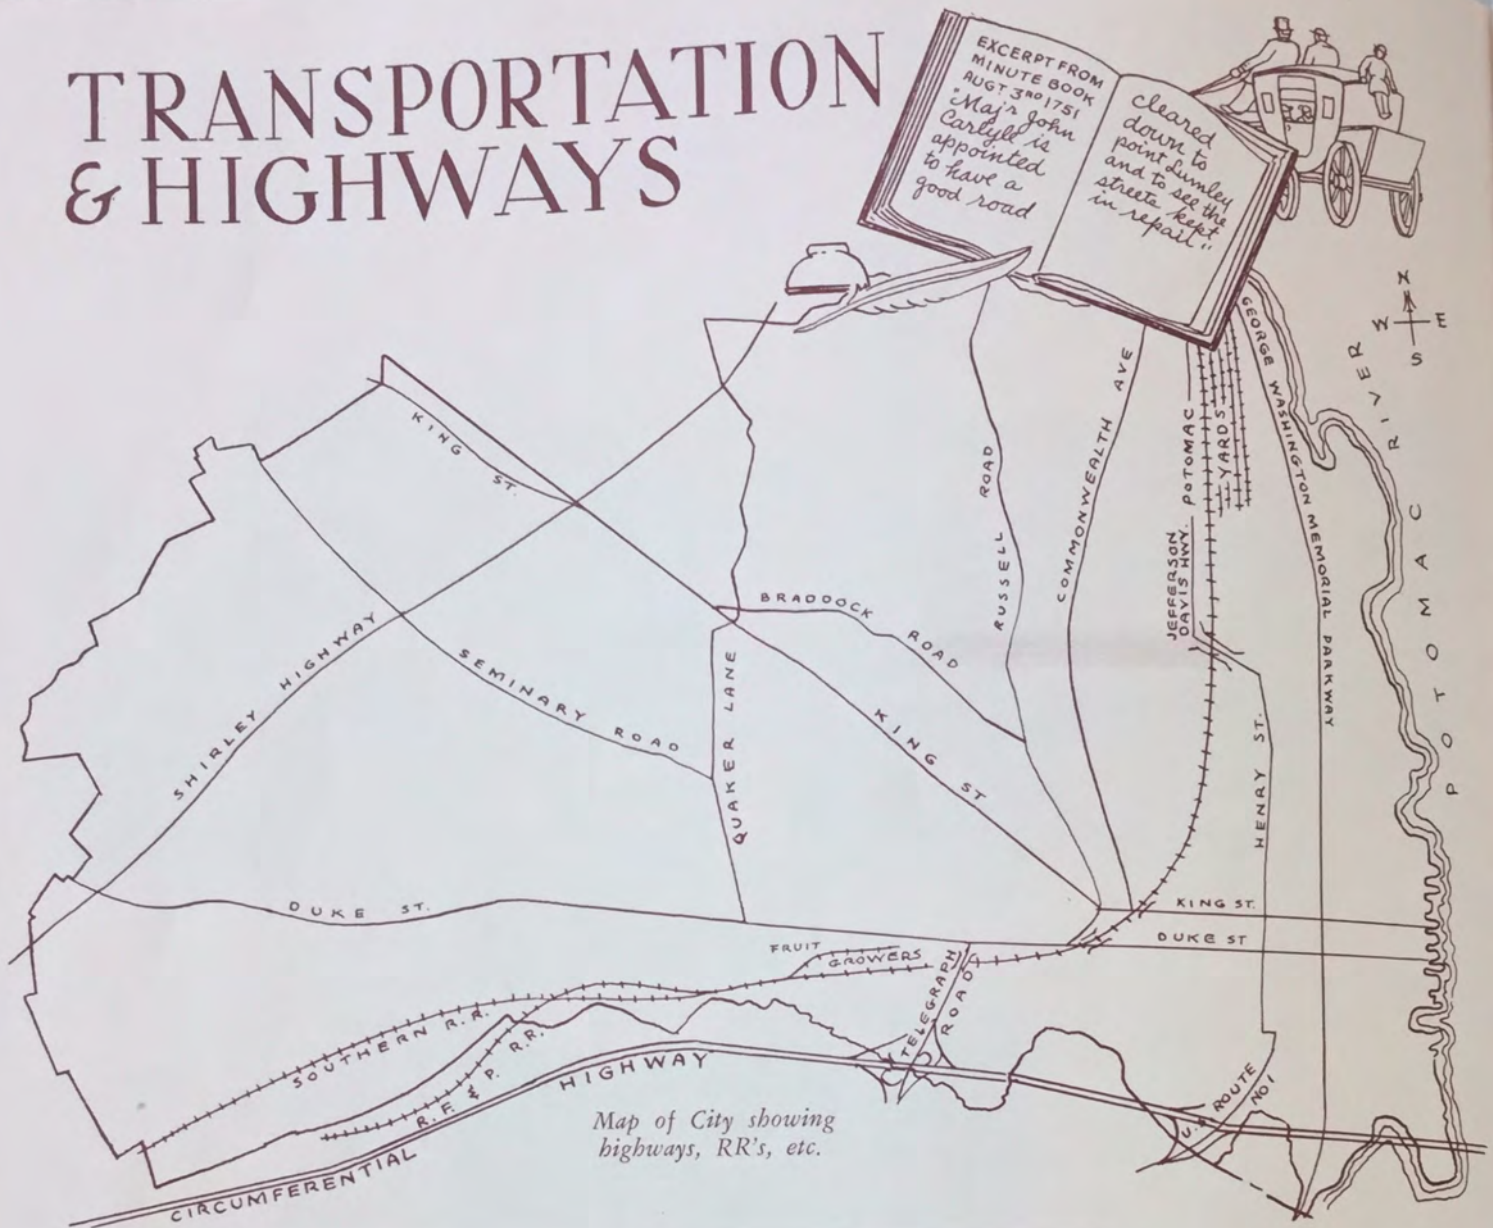 TRANSPORTATION
& HIGHWAYS
EXCERPT FROM
MINUTE BOOK
AUGT 3RD 1751
"Maj'r John
Carlyle is
appointed
to have a
good road
cleared
down to
point Lumley
and to see the
streets kept
in repair"
N
W E
S
KING
ST.
SHIRLEY HIGHWAY
SEMINARY ROAD
BRADDOCK ROAD
QUAKER LANE
KING ST
RUSSELL ROAD
COMMONWEALTH AVE
POTOMAC
YARDS
JEFFERSON
DAVIS HWY.
GEORGE WASHINGTON MEMORIAL PARKWAY
POTOMAC RIVER
HENRY ST.
KING ST.
DUKE ST
DUKE ST.
FRUIT
GROWERS
TELEGRAPH
ROAD
SOUTHERN R.R.
R.F. & P. R.R.
CIRCUMFERENTIAL HIGHWAY
U.S. ROUTE
NO 1
Map of City showing
highways, RR's, etc.